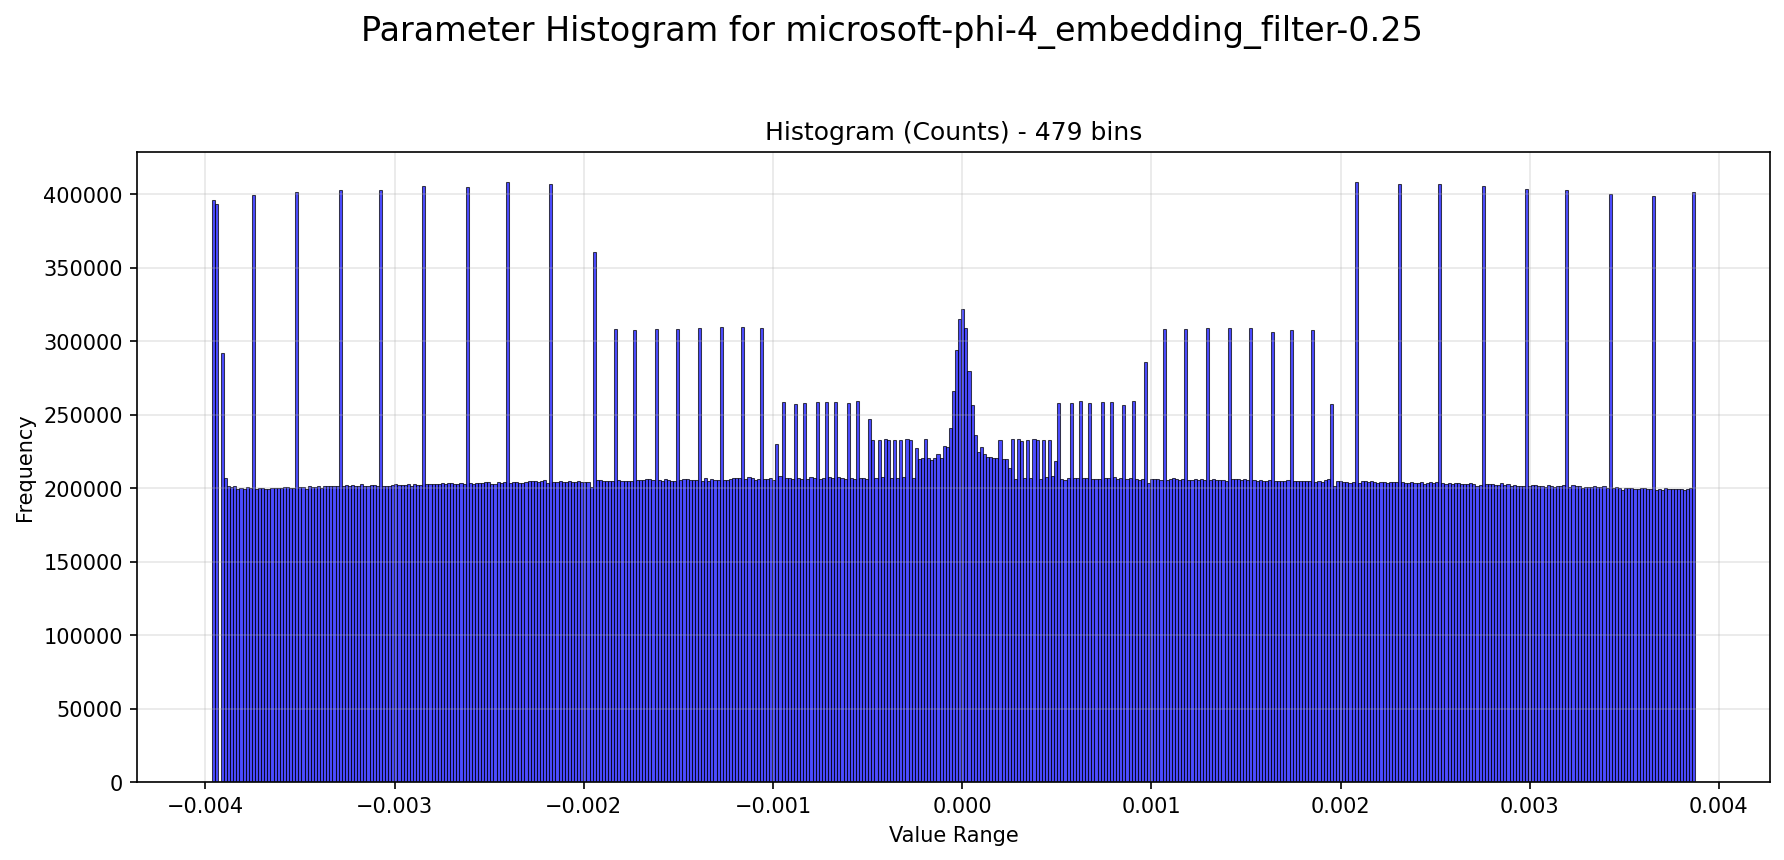 Parameter Histogram for microsoft-phi-4_embedding_filter-0.25
Histogram (Counts) - 479 bins
Frequency
400000
350000
300000
250000
200000
150000
100000
50000
0
−0.004 −0.003 −0.002 −0.001 0.000 0.001 0.002 0.003 0.004
Value Range